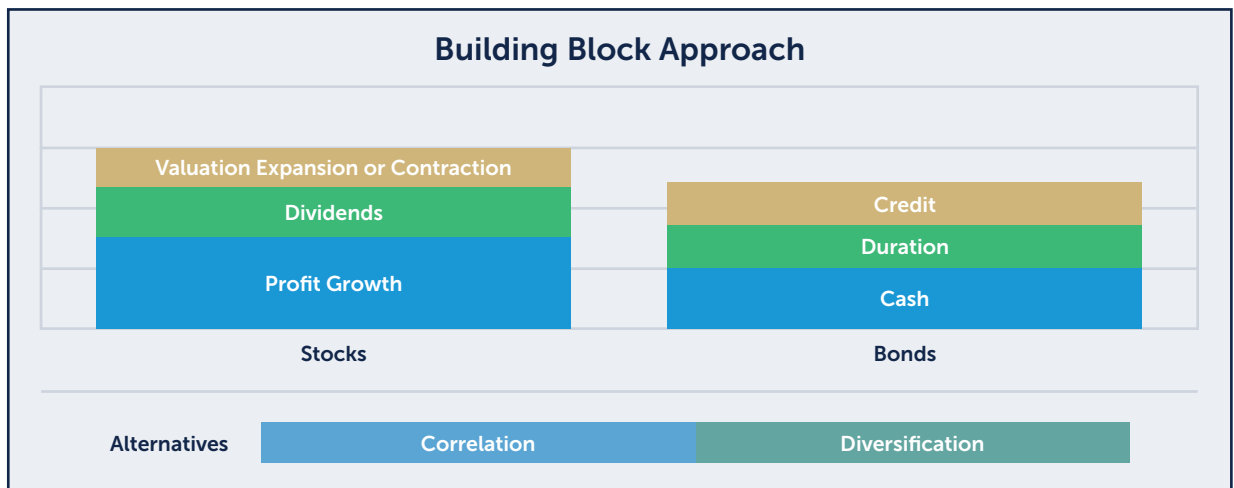 Building Block Approach
Valuation Expansion or Contraction
Dividends
Profit Growth
Stocks
Credit
Duration
Cash
Bonds
Alternatives
Correlation
Diversification